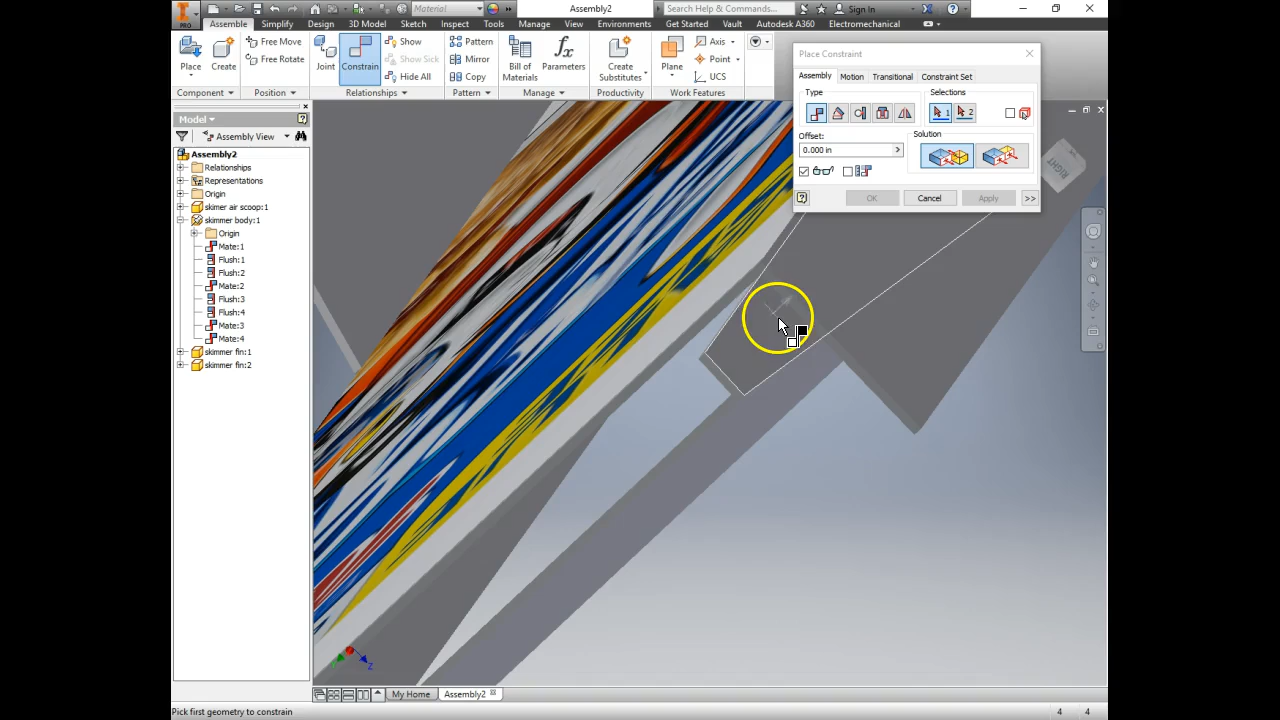 Material
Assembly2
Search Help & Commands...
Sign In
PRO
Assemble Simplify Design 3D Model Sketch Inspect Tools Manage View Environments Get Started Vault Autodesk A360 Electromechanical
Place
Create
Free Move
Free Rotate
Joint
Constrain
Show
Show Sick
Hide All
Pattern
Mirror
Copy
Bill of
Materials
Parameters
Create
Substitutes
Plane
Axis
Point
UCS
Component Position Relationships Pattern Manage Productivity Work Features
Place Constraint
Assembly Motion Transitional Constraint Set
Type
Selections
1 2
Offset:
0.000 in
Solution
OK Cancel Apply >>
RIGHT
Model
Assembly View
Assembly2
Relationships
Representations
Origin
skimer air scoop:1
skimmer body:1
Origin
Mate:1
Flush:1
Flush:2
Mate:2
Flush:3
Flush:4
Mate:3
Mate:4
skimmer fin:1
skimmer fin:2
Z
My Home Assembly2
Pick first geometry to constrain
4 4